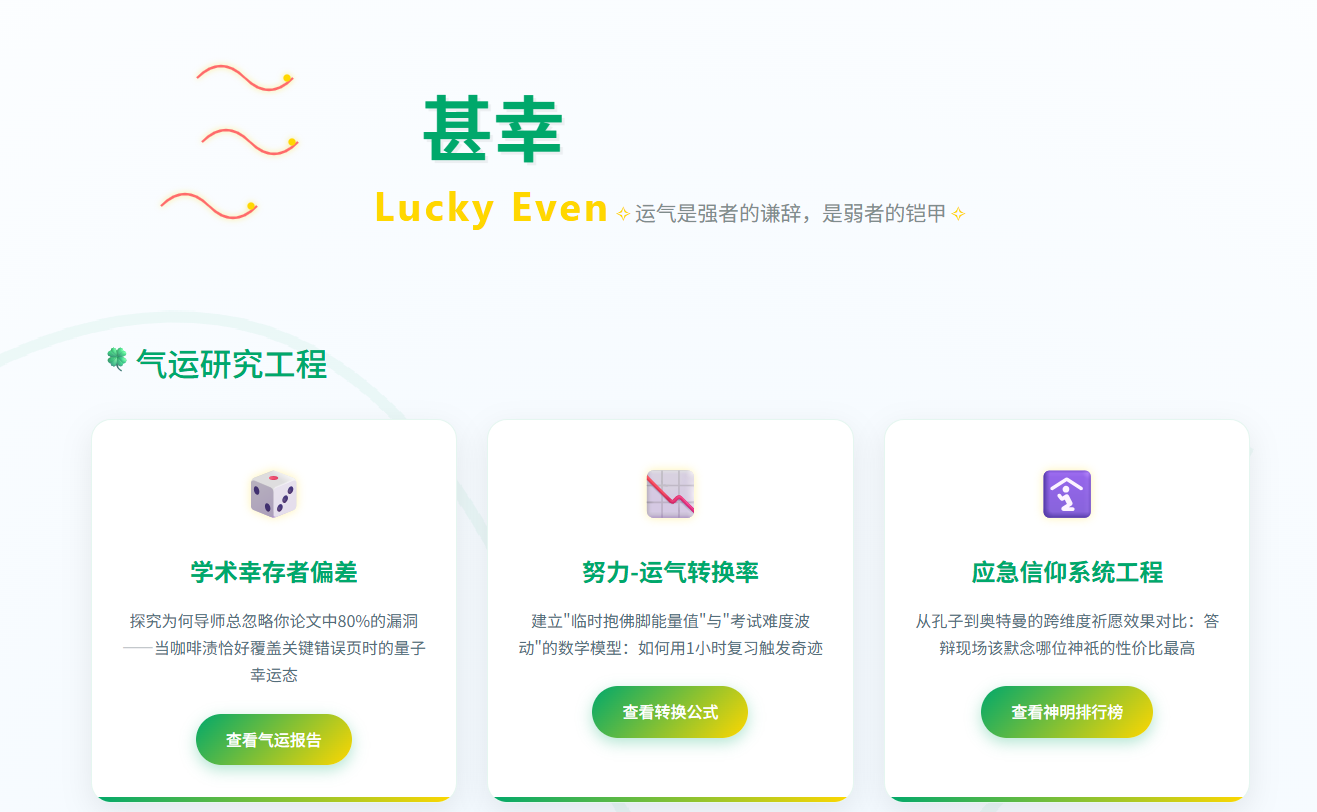 甚幸
Lucky Even ✧ 运气是强者的谦辞，是弱者的铠甲 ✧
气运研究工程
学术幸存者偏差
探究为何导师总忽略你论文中80%的漏洞
——当咖啡渍恰好覆盖关键错误页时的量子
幸运态
查看气运报告
努力-运气转换率
建立"临时抱佛脚能量值"与"考试难度波
动"的数学模型：如何用1小时复习触发奇迹
查看转换公式
应急信仰系统工程
从孔子到奥特曼的跨维度祈愿效果对比：答
辩现场该默念哪位神祇的性价比最高
查看神明排行榜